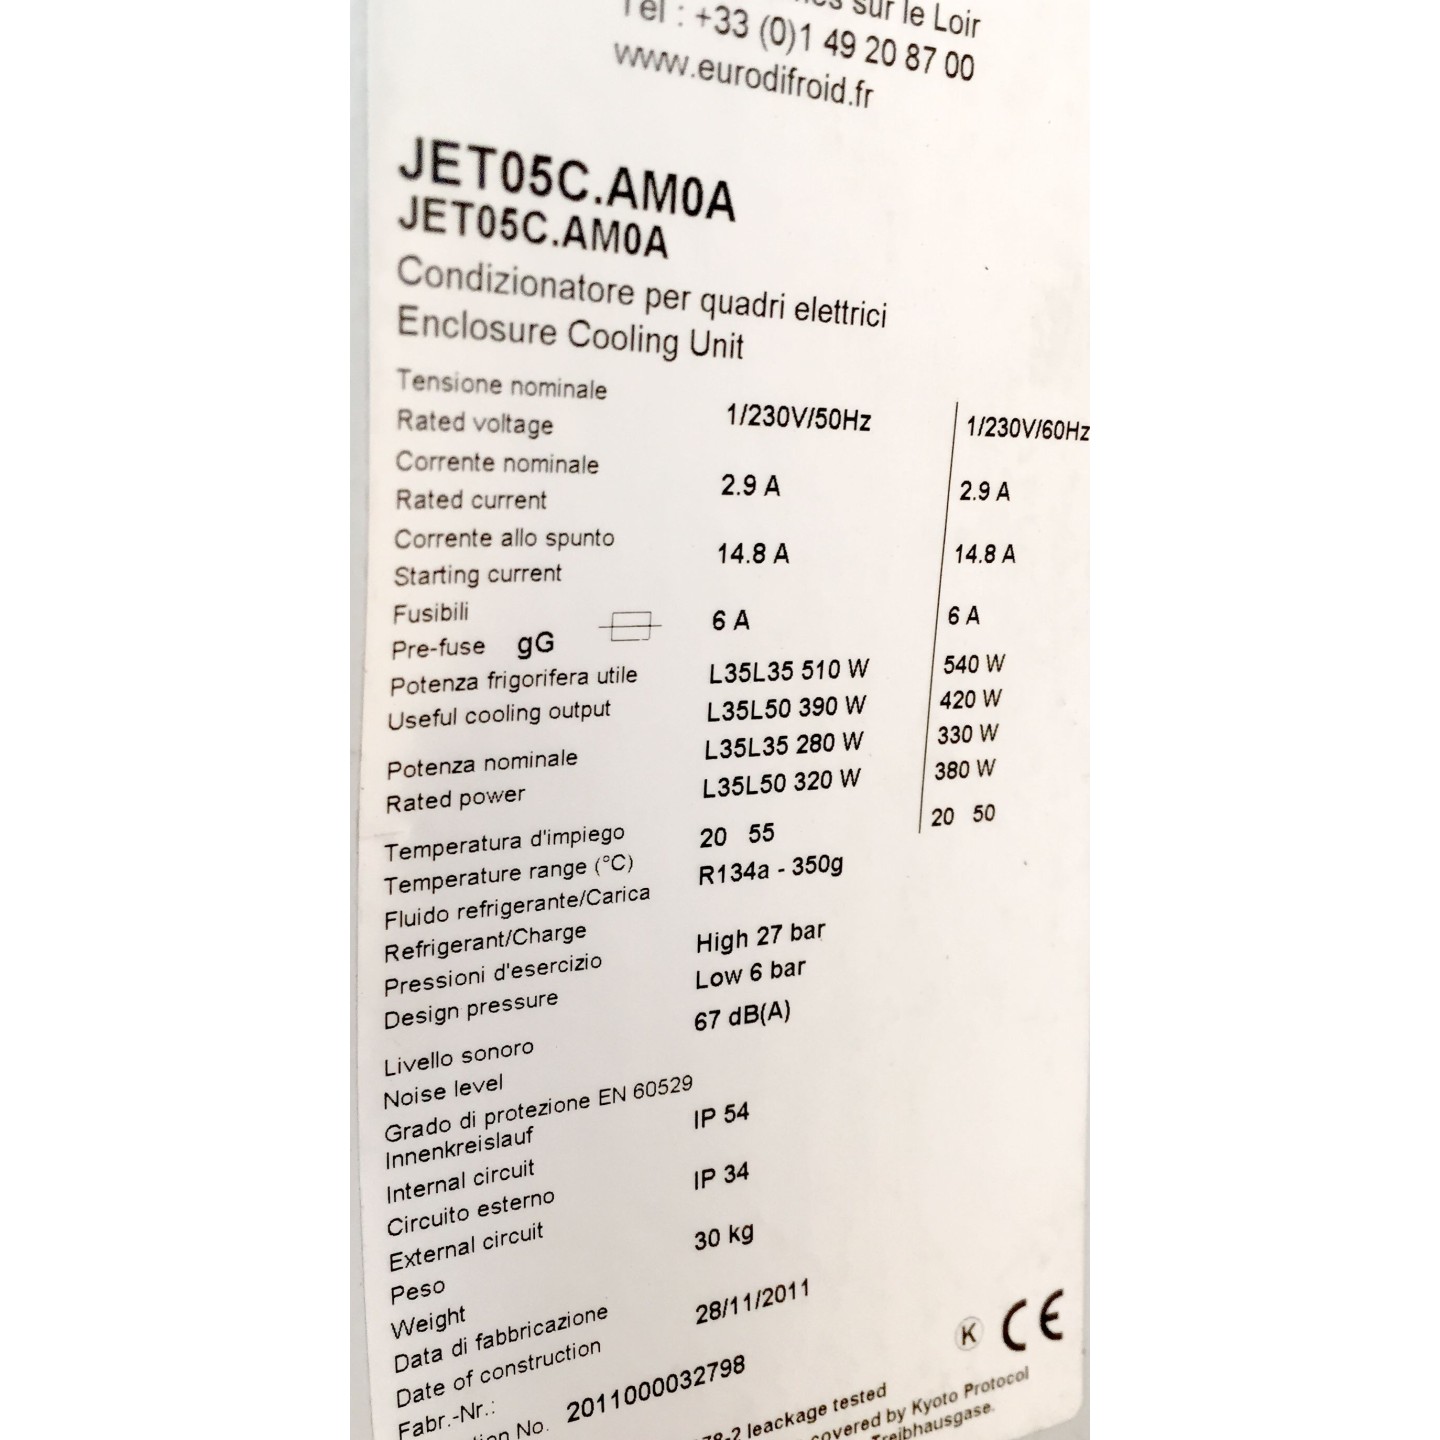 sur le Loir
Tel : +33 (0)1 49 20 87 00
www.eurodifroid.fr
JET05C.AM0A
JET05C.AM0A
Condizionatore per quadri elettrici
Enclosure Cooling Unit
Tensione nominale
Rated voltage 1/230V/50Hz 1/230V/60Hz
Corrente nominale
Rated current 2.9 A 2.9 A
Corrente allo spunto
Starting current 14.8 A 14.8 A
Fusibili
Pre-fuse gG 6 A 6 A
Potenza frigorifera utile L35L35 510 W 540 W
Useful cooling output L35L50 390 W 420 W
Potenza nominale L35L35 280 W 330 W
Rated power L35L50 320 W 380 W
Temperatura d'impiego
Temperature range (°C) 20 55 20 50
Fluido refrigerante/Carica
Refrigerant/Charge R134a - 350g
Pressioni d'esercizio High 27 bar
Design pressure Low 6 bar
Livello sonoro
Noise level 67 dB(A)
Grado di protezione EN 60529
Innenkreislauf
Internal circuit IP 54
Circuito esterno
External circuit IP 34
Peso
Weight 30 kg
Data di fabbricazione
Date of construction 28/11/2011
Fabr.-Nr.:
No. 2011000032798
K CE
leackage tested
covered by Kyoto Protocol
Treibhausgase.